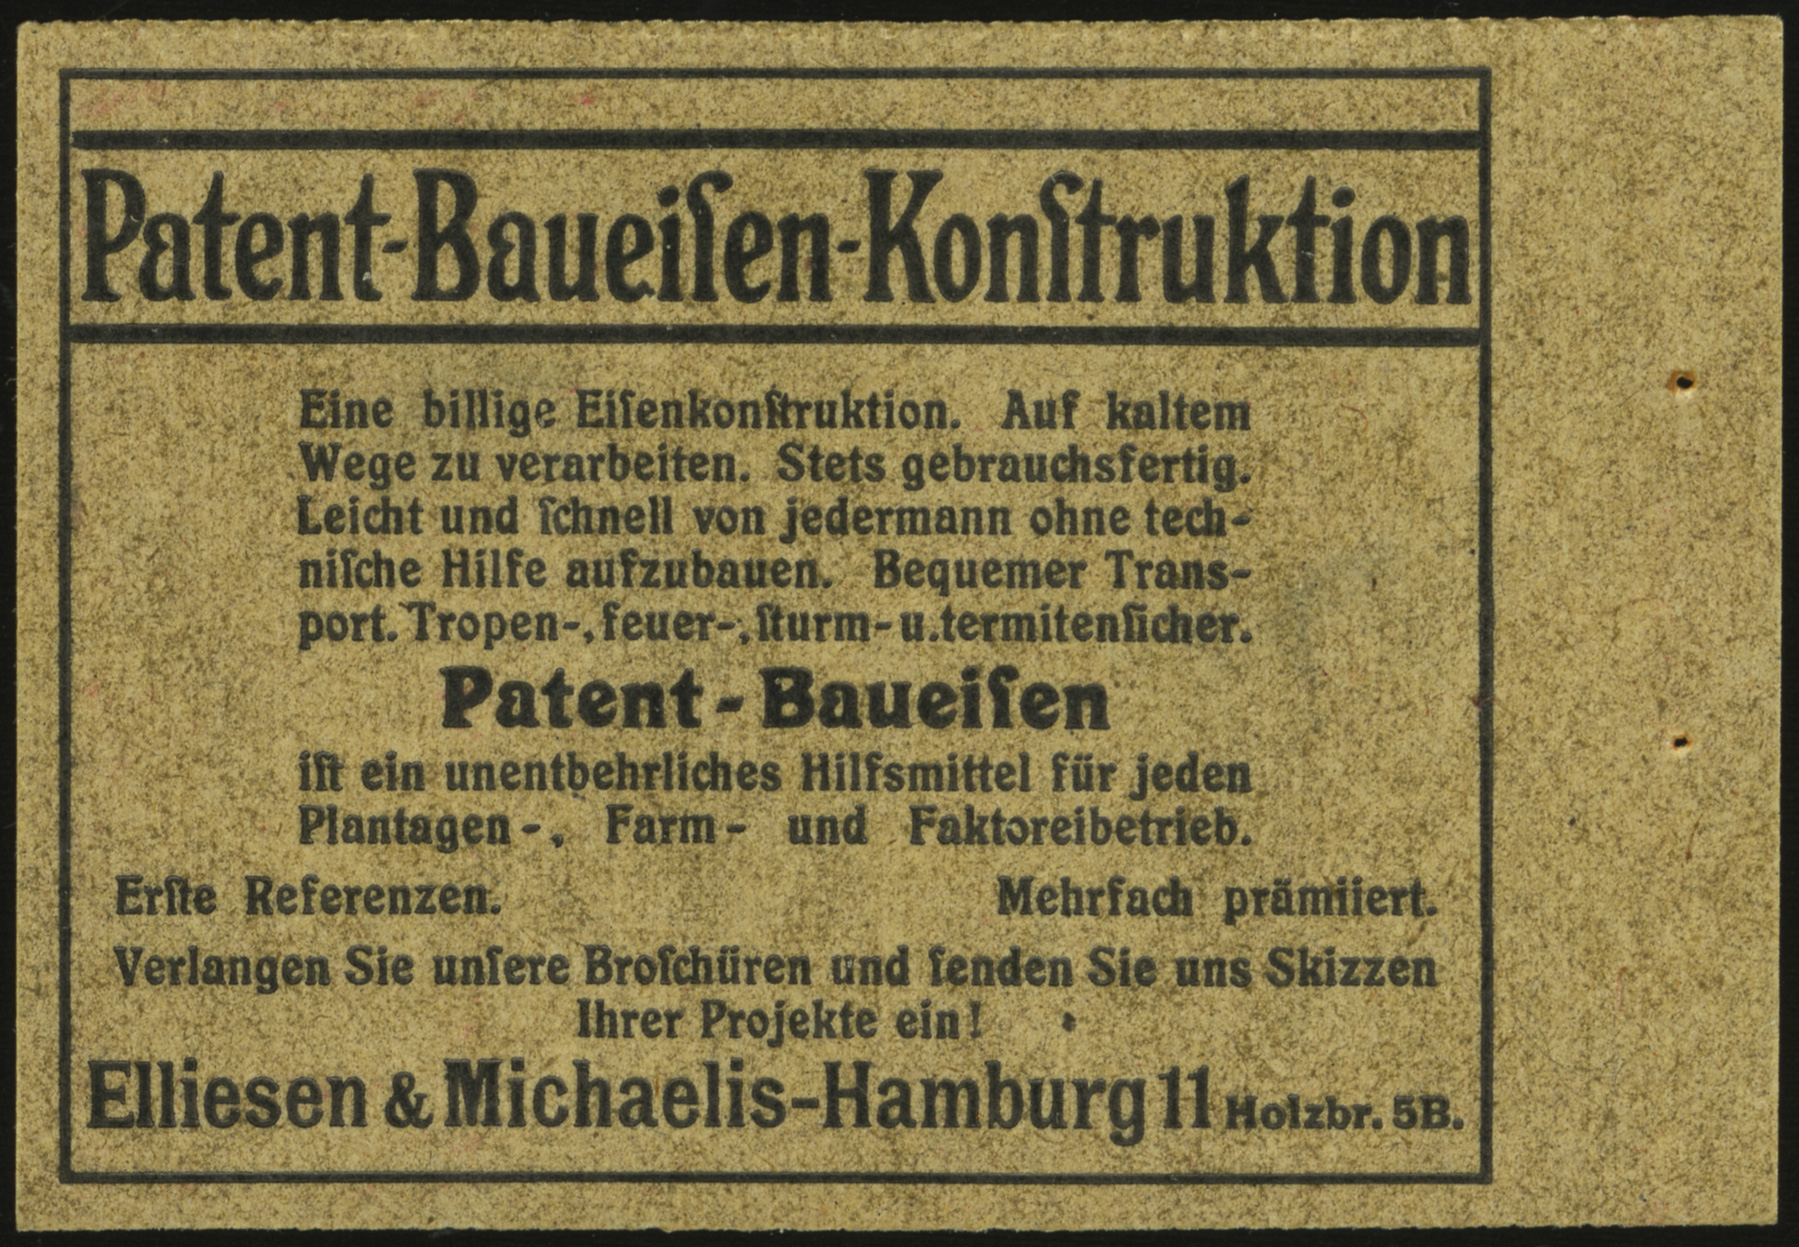 Patent-Baueiſen-Konſtruktion
Eine billige Eiſenkonſtruktion. Auf kaltem
Wege zu verarbeiten. Stets gebrauchsfertig.
Leicht und ſchnell von jedermann ohne tech-
niſche Hilfe aufzubauen. Bequemer Trans-
port. Tropen-, feuer-, ſturm- u. termitenſicher.
Patent-Baueiſen
iſt ein unentbehrliches Hilfsmittel für jeden
Plantagen-, Farm- und Faktoreibetrieb.
Erſte Referenzen. Mehrfach prämiiert.
Verlangen Sie unſere Broſchüren und ſenden Sie uns Skizzen
Ihrer Projekte ein!
Elliesen & Michaelis-Hamburg 11 Holzbr. 5B.